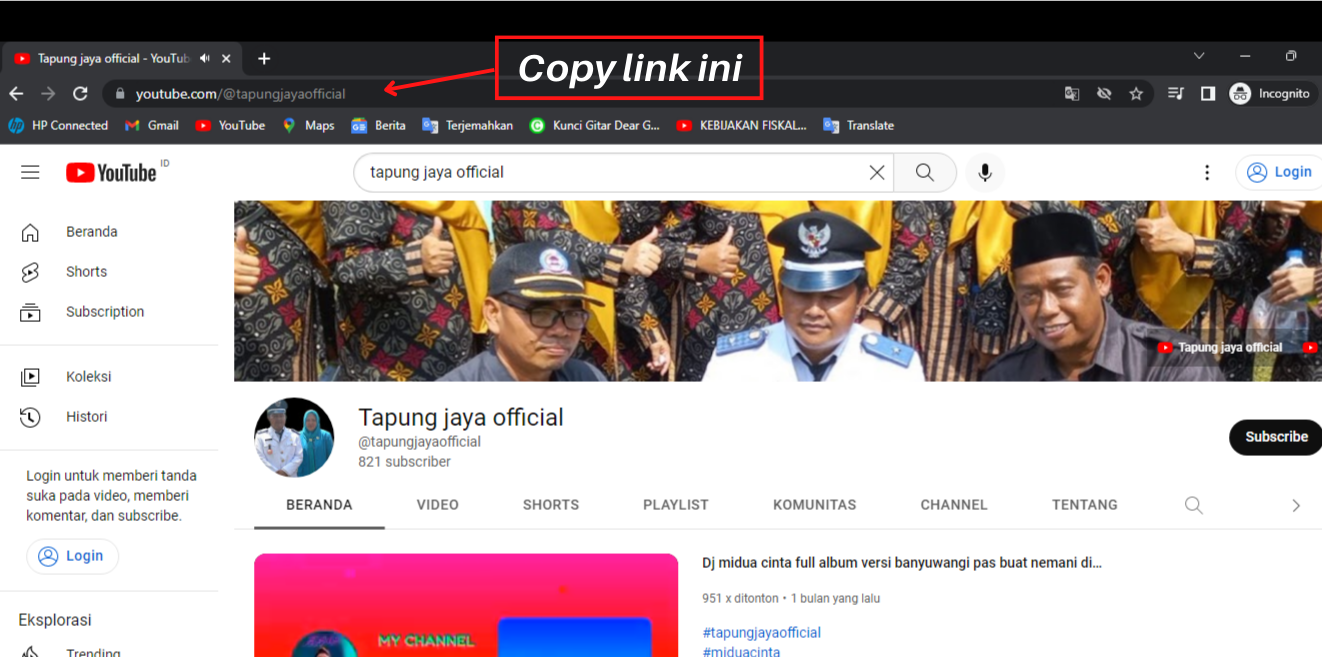 Tapung jaya official - YouTub
Copy link ini
youtube.com/@tapungjayaofficial
Incognito
HP Connected
Gmail
YouTube
Maps
Berita
Terjemahkan
Kunci Gitar Dear G...
KEBIJAKAN FISKAL...
Translate
YouTube ID
tapung jaya official
Login
Beranda
Shorts
Subscription
Koleksi
Histori
Login untuk memberi tanda
suka pada video, memberi
komentar, dan subscribe.
Login
Eksplorasi
Trending
Tapung jaya official
Tapung jaya official
@tapungjayaofficial
821 subscriber
Subscribe
BERANDA
VIDEO
SHORTS
PLAYLIST
KOMUNITAS
CHANNEL
TENTANG
MY CHANNEL
Dj midua cinta full album versi banyuwangi pas buat nemani di...
951 x ditonton • 1 bulan yang lalu
#tapungjayaofficial
#miduacinta